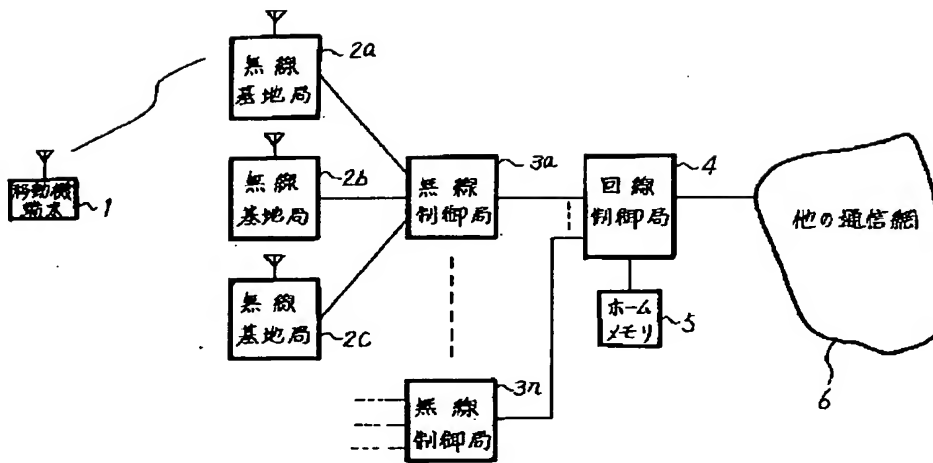 無線
基地局
2a
無線
基地局
2b
無線
基地局
2c
移動機
端末
1
無線
制御局
3a
無線
制御局
3n
回線
制御局
4
ホーム
メモリ
5
他の通信網
6